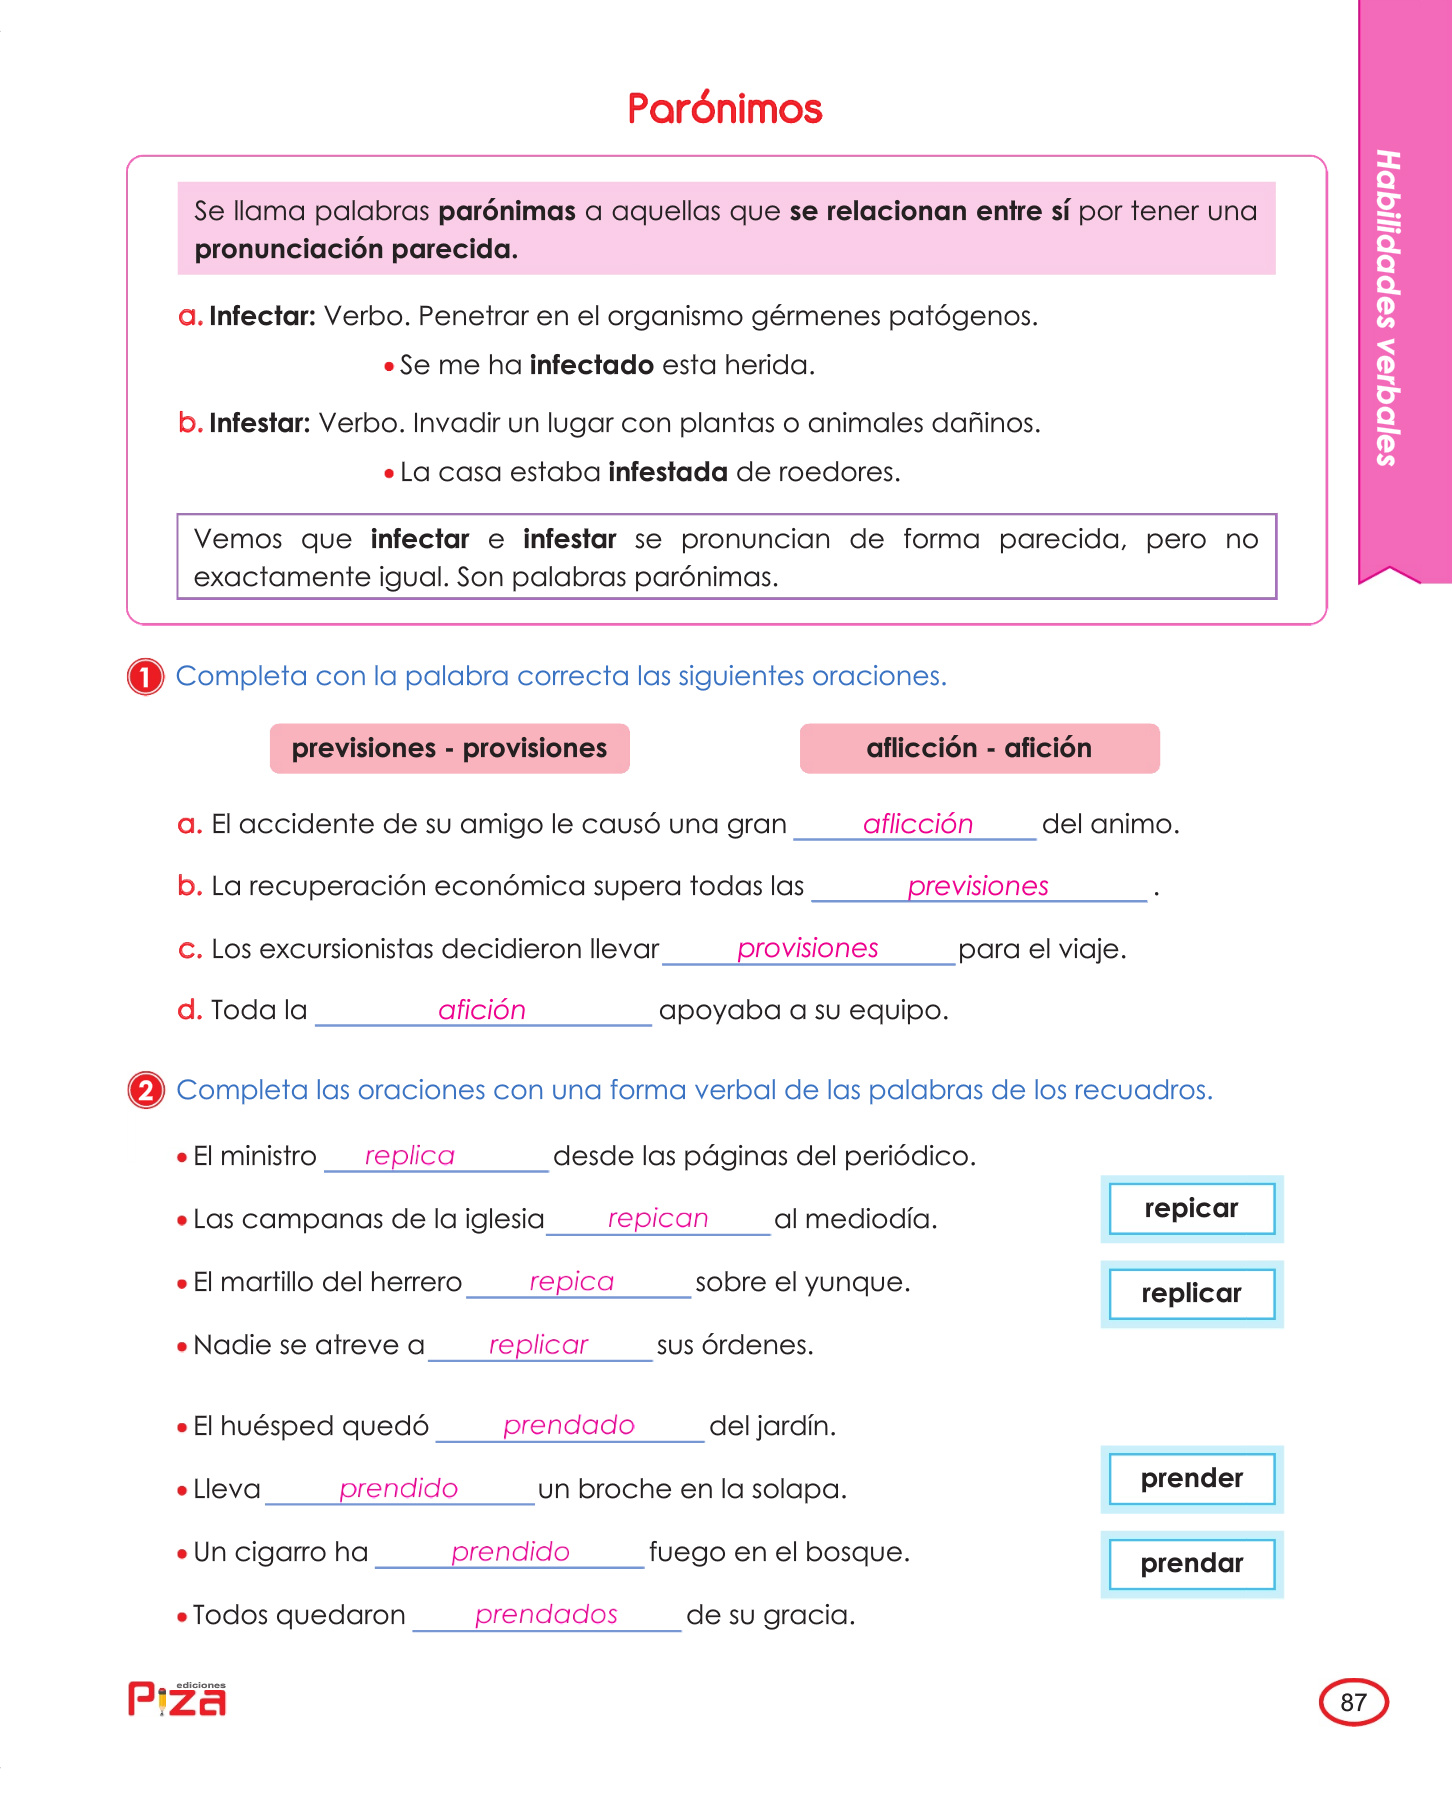 Parónimos
Habilidades verbales
Se llama palabras parónimas a aquellas que se relacionan entre sí por tener una
pronunciación parecida.
a. Infectar: Verbo. Penetrar en el organismo gérmenes patógenos.
• Se me ha infectado esta herida.
b. Infestar: Verbo. Invadir un lugar con plantas o animales dañinos.
• La casa estaba infestada de roedores.
Vemos que infectar e infestar se pronuncian de forma parecida, pero no
exactamente igual. Son palabras parónimas.
1 Completa con la palabra correcta las siguientes oraciones.
previsiones - provisiones
aflicción - afición
a. El accidente de su amigo le causó una gran aflicción del animo.
b. La recuperación económica supera todas las previsiones .
c. Los excursionistas decidieron llevar provisiones para el viaje.
d. Toda la afición apoyaba a su equipo.
2 Completa las oraciones con una forma verbal de las palabras de los recuadros.
• El ministro replica desde las páginas del periódico.
• Las campanas de la iglesia repican al mediodía.
• El martillo del herrero repica sobre el yunque.
• Nadie se atreve a replicar sus órdenes.
repicar
replicar
• El huésped quedó prendado del jardín.
• Lleva prendido un broche en la solapa.
• Un cigarro ha prendido fuego en el bosque.
• Todos quedaron prendados de su gracia.
prender
prendar
ediciones
Piza
87